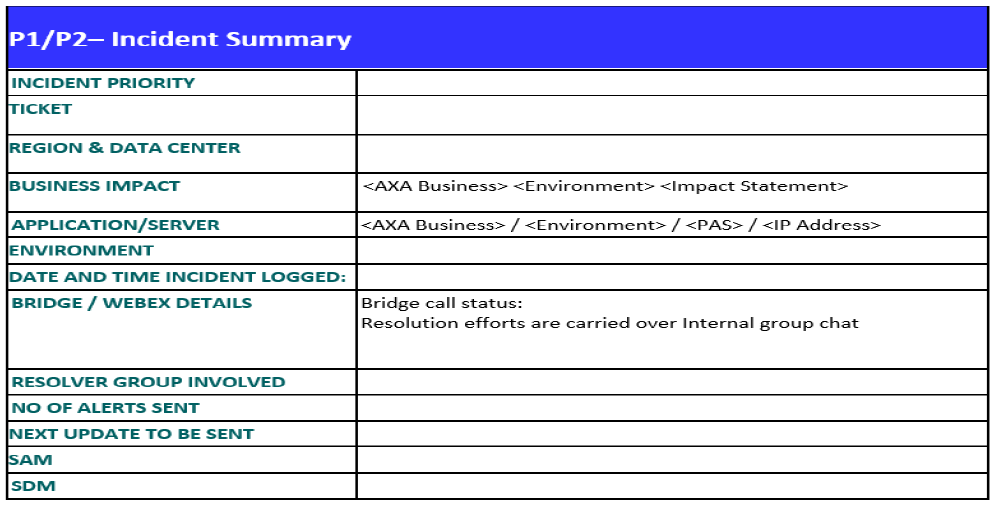 P1/P2– Incident Summary
INCIDENT PRIORITY
TICKET
REGION & DATA CENTER
BUSINESS IMPACT <AXA Business> <Environment> <Impact Statement>
APPLICATION/SERVER <AXA Business> / <Environment> / <PAS> / <IP Address>
ENVIRONMENT
DATE AND TIME INCIDENT LOGGED:
BRIDGE / WEBEX DETAILS Bridge call status:
Resolution efforts are carried over Internal group chat
RESOLVER GROUP INVOLVED
NO OF ALERTS SENT
NEXT UPDATE TO BE SENT
SAM
SDM